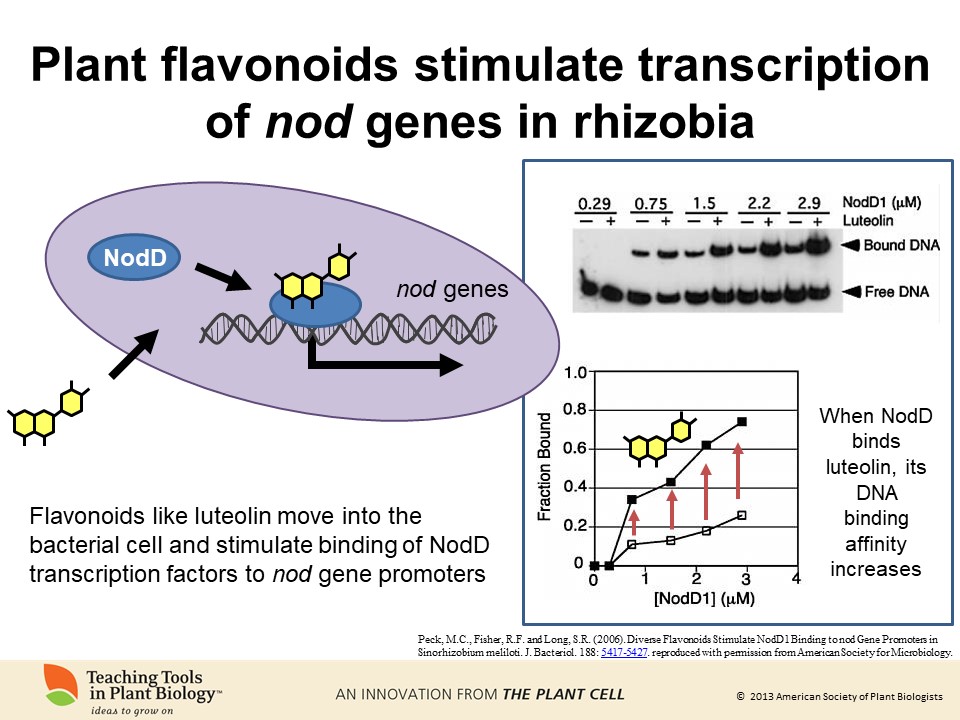 Plant flavonoids stimulate transcription
of nod genes in rhizobia
NodD
nod genes
Flavonoids like luteolin move into the
bacterial cell and stimulate binding of NodD
transcription factors to nod gene promoters
0.29 0.75 1.5 2.2 2.9 NodD1 (μM)
– + – + – + – + – + Luteolin
Bound DNA
Free DNA
1.0
0.8
0.6
0.4
0.2
0
Fraction Bound
0 1 2 3 4
[NodD1] (μM)
When NodD
binds
luteolin, its
DNA
binding
affinity
increases
Peck, M.C., Fisher, R.F. and Long, S.R. (2006). Diverse Flavonoids Stimulate NodD1 Binding to nod Gene Promoters in
Sinorhizobium meliloti. J. Bacteriol. 188: 5417-5427. reproduced with permission from American Society for Microbiology.
Teaching Tools
in Plant Biology™
ideas to grow on
AN INNOVATION FROM THE PLANT CELL
© 2013 American Society of Plant Biologists